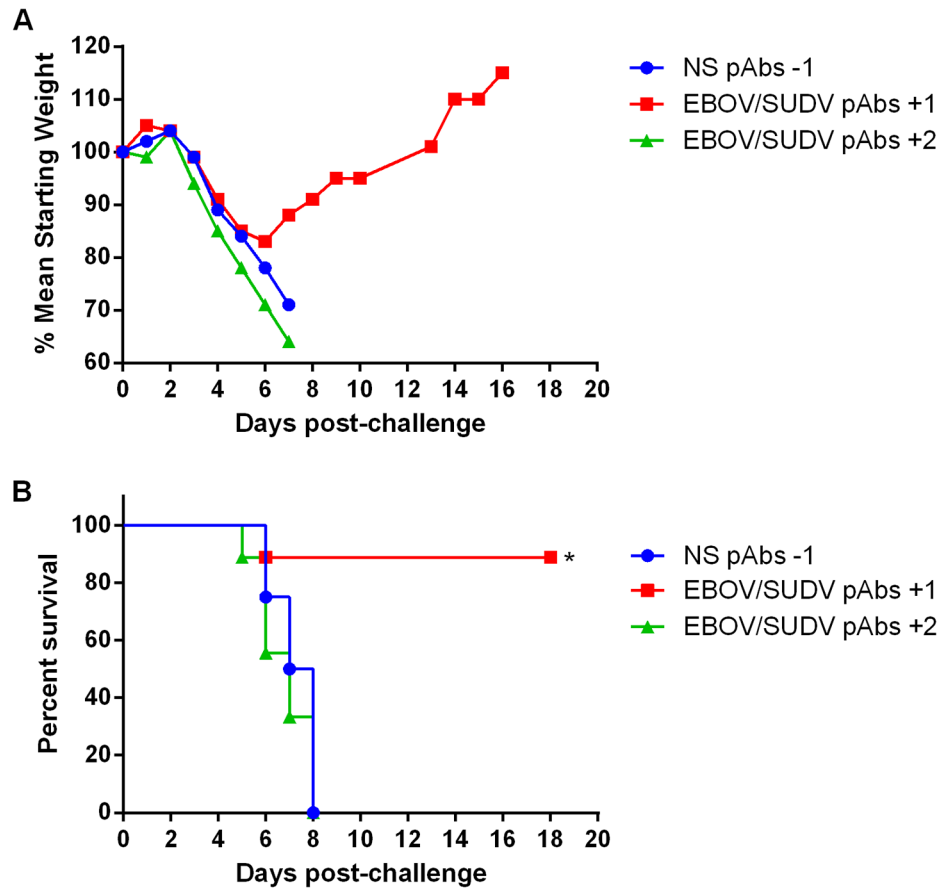 A
120
110
100
90
80
70
60
% Mean Starting Weight
0 2 4 6 8 10 12 14 16 18 20
Days post-challenge
NS pAbs -1
EBOV/SUDV pAbs +1
EBOV/SUDV pAbs +2
B
100
80
60
40
20
0
Percent survival
*
0 2 4 6 8 10 12 14 16 18 20
Days post-challenge
NS pAbs -1
EBOV/SUDV pAbs +1
EBOV/SUDV pAbs +2